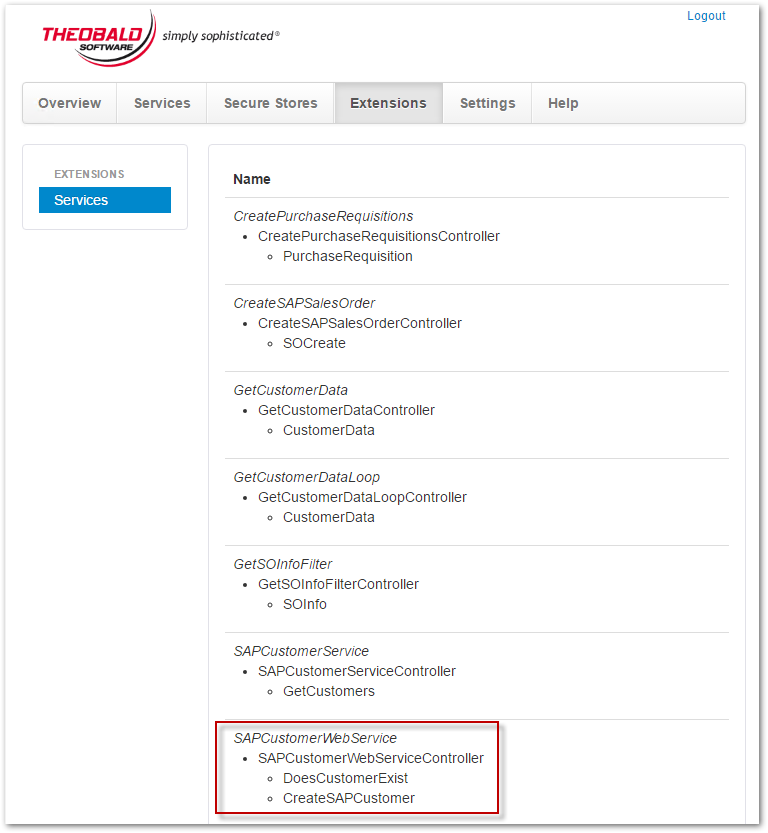 Logout
THEOBALD
SOFTWARE
simply sophisticated®
Overview Services Secure Stores Extensions Settings Help
EXTENSIONS
Services
Name
CreatePurchaseRequisitions
CreatePurchaseRequisitionsController
PurchaseRequisition
CreateSAPSalesOrder
CreateSAPSalesOrderController
SOCreate
GetCustomerData
GetCustomerDataController
CustomerData
GetCustomerDataLoop
GetCustomerDataLoopController
CustomerData
GetSOInfoFilter
GetSOInfoFilterController
SOInfo
SAPCustomerService
SAPCustomerServiceController
GetCustomers
SAPCustomerWebService
SAPCustomerWebServiceController
DoesCustomerExist
CreateSAPCustomer